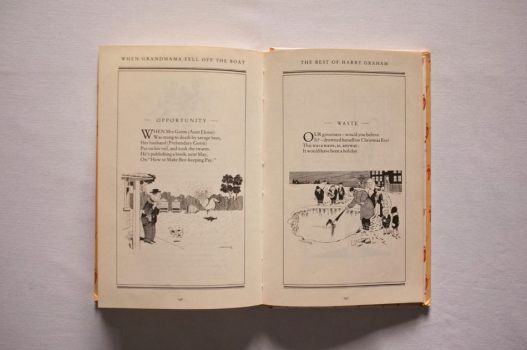 WHEN GRANDMAMA FELL OFF THE BOAT
— OPPORTUNITY —
WHEN Mrs Gorm (Aunt Eloise)
Was stung to death by savage bees,
Her husband (Prebendary Gorm)
Put on his veil, and took the swarm.
He's publishing a book, next May,
On 'How to Make Bee-keeping Pay.'
THE BEST OF HARRY GRAHAM
— WASTE —
OUR governess – would you believe
It? – drowned herself on Christmas Eve!
This was a waste, as, anyway,
It would have been a holiday.